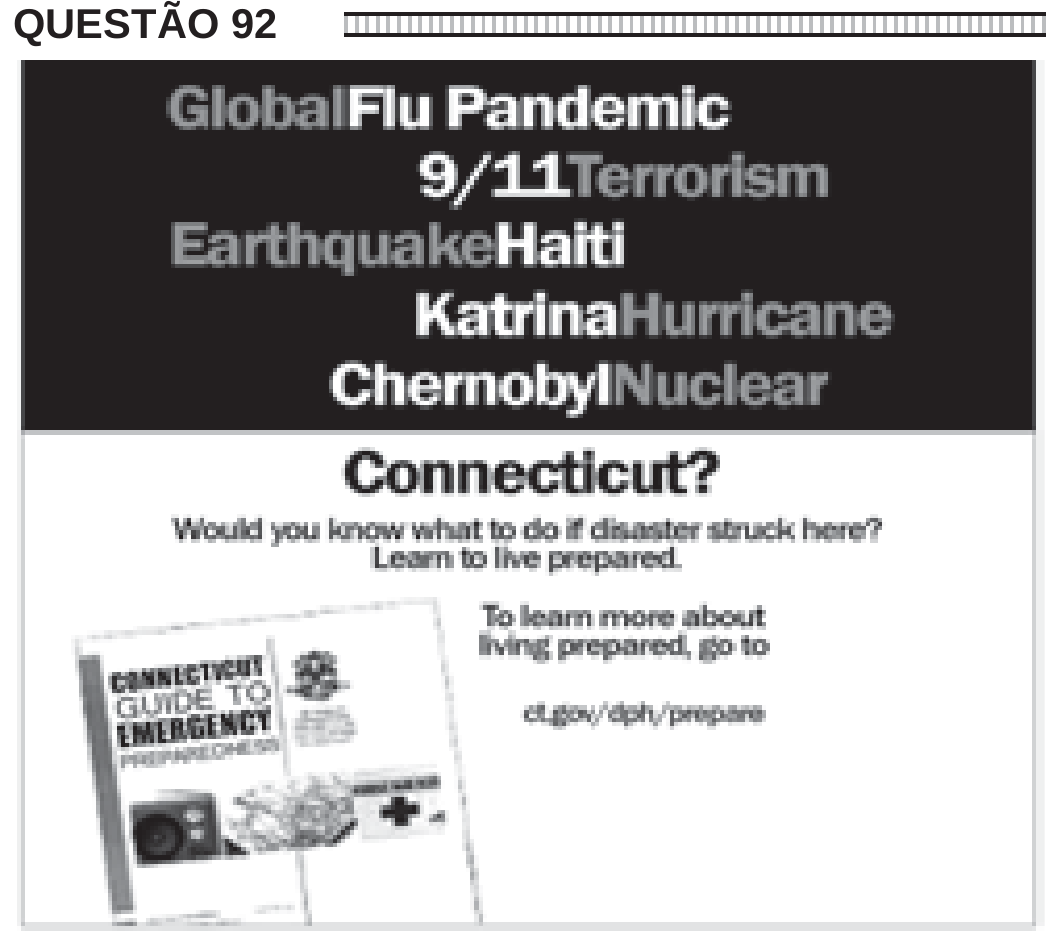 QUESTÃO 92
GlobalFlu Pandemic
9/11Terrorism
EarthquakeHaiti
KatrinaHurricane
ChernobylNuclear
Connecticut?
Would you know what to do if disaster struck here?
Learn to live prepared.
To learn more about
living prepared, go to
ct.gov/dph/prepare
CONNECTICUT
GUIDE TO
EMERGENCY
PREPAREDNESS